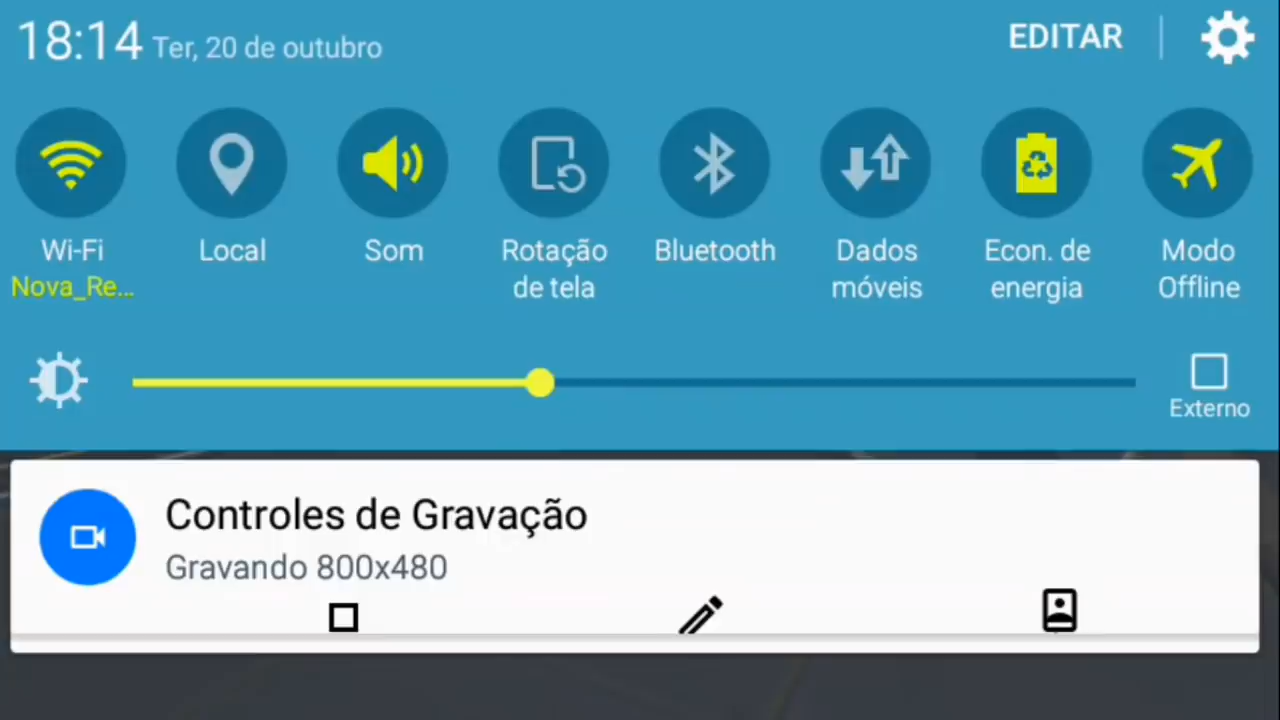 18:14 Ter, 20 de outubro
EDITAR
Wi-Fi
Nova_Re...
Local
Som
Rotação
de tela
Bluetooth
Dados
móveis
Econ. de
energia
Modo
Offline
Externo
Controles de Gravação
Gravando 800x480